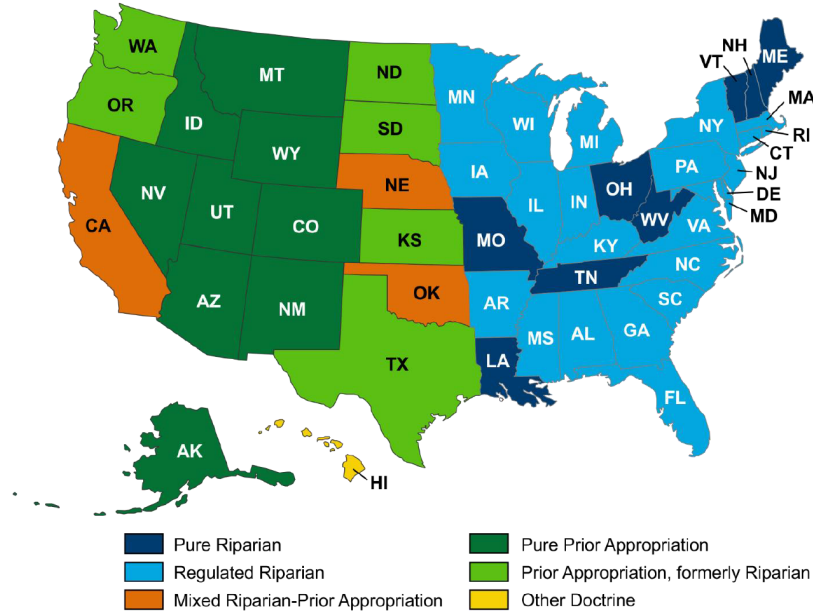 WA
OR
CA
NV
ID
MT
WY
UT
CO
AZ
NM
ND
SD
NE
KS
OK
TX
MN
IA
MO
AR
LA
WI
IL
MI
IN
OH
KY
TN
MS
AL
GA
FL
SC
NC
VA
WV
PA
NY
VT
NH
ME
MA
RI
CT
NJ
DE
MD
AK
HI
Pure Riparian
Regulated Riparian
Mixed Riparian-Prior Appropriation
Pure Prior Appropriation
Prior Appropriation, formerly Riparian
Other Doctrine